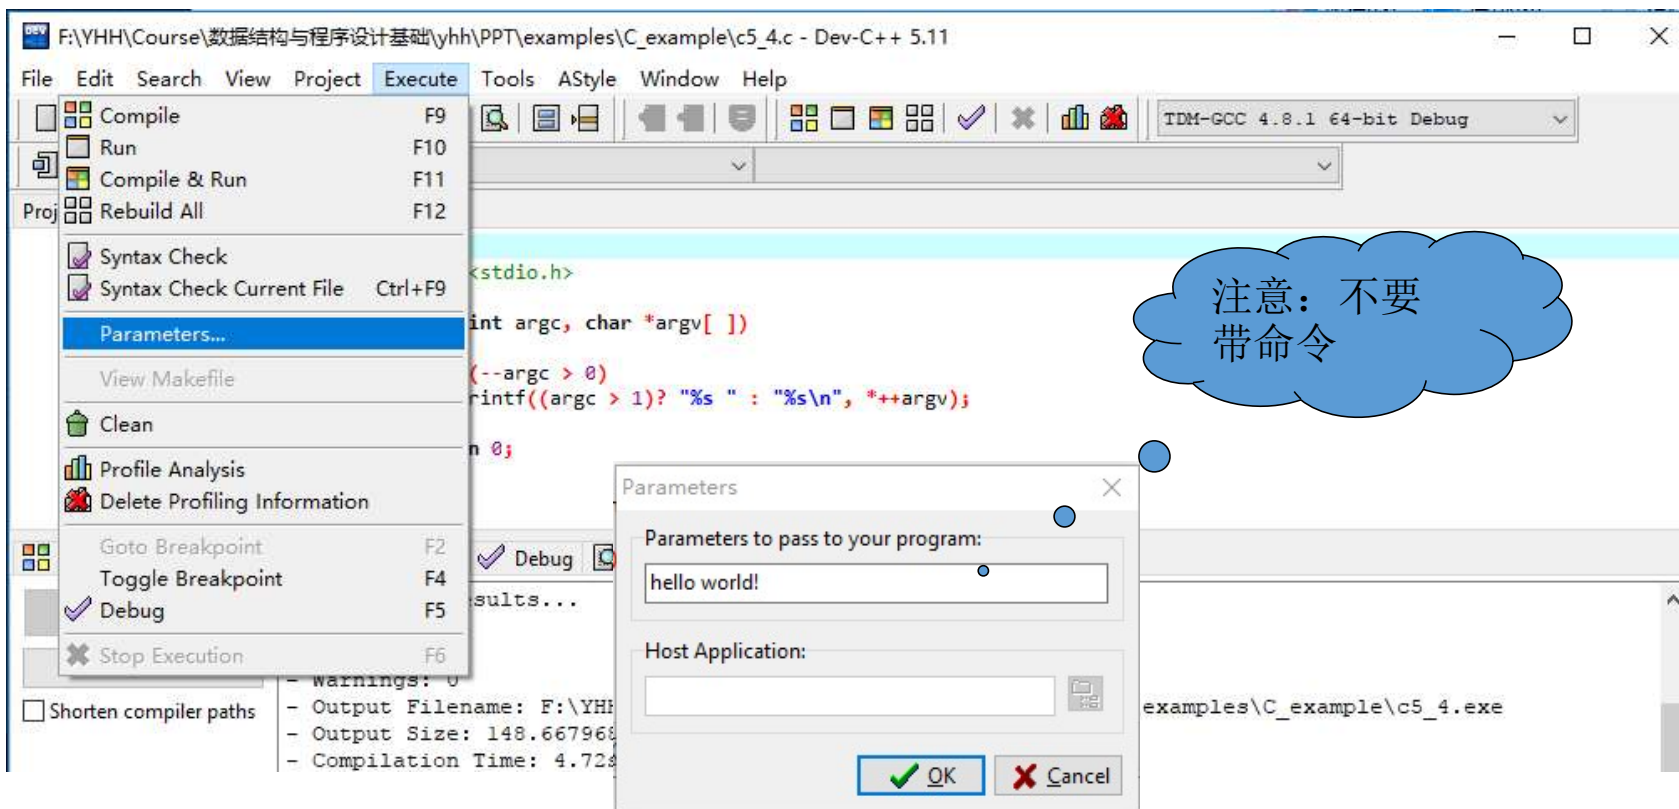 F:\YHH\Course\数据结构与程序设计基础\yhh\PPT\examples\C_example\c5_4.c - Dev-C++ 5.11
File Edit Search View Project Execute Tools AStyle Window Help
Compile F9
TDM-GCC 4.8.1 64-bit Debug
Run F10
Compile & Run F11
Proj
Rebuild All F12
Syntax Check
<stdio.h>
Syntax Check Current File Ctrl+F9
int argc, char *argv[ ])
Parameters...
View Makefile
(--argc > 0)
rintf((argc > 1)? "%s " : "%s\n", *++argv);
Clean
n 0;
Profile Analysis
Delete Profiling Information
注意：不要
带命令
Parameters
Parameters to pass to your program:
hello world!
Host Application:
OK Cancel
Goto Breakpoint F2
Debug
Toggle Breakpoint F4
Debug F5
sults...
Stop Execution F6
- Warnings: 0
Shorten compiler paths
- Output Filename: F:\YHH
examples\C_example\c5_4.exe
- Output Size: 148.667968
- Compilation Time: 4.72s